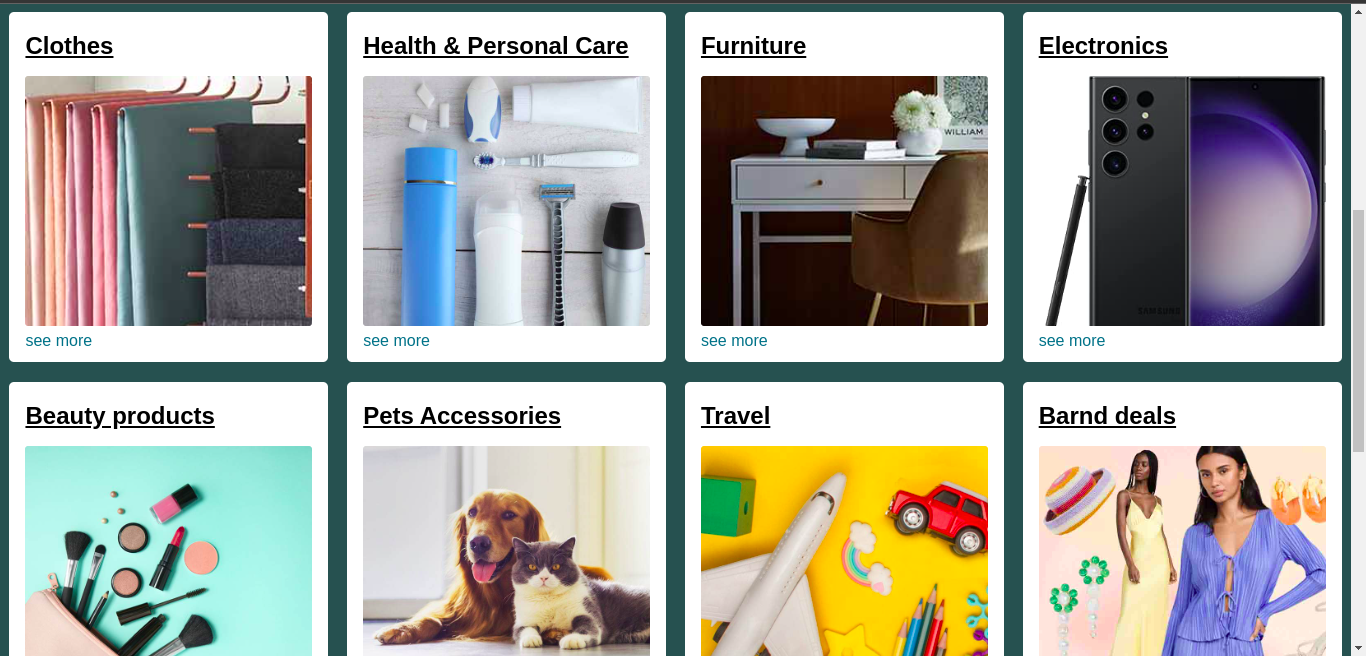 Clothes
Health & Personal Care
Furniture
Electronics
WILLIAM
SAMSUNG
see more
see more
see more
see more
Beauty products
Pets Accessories
Travel
Barnd deals